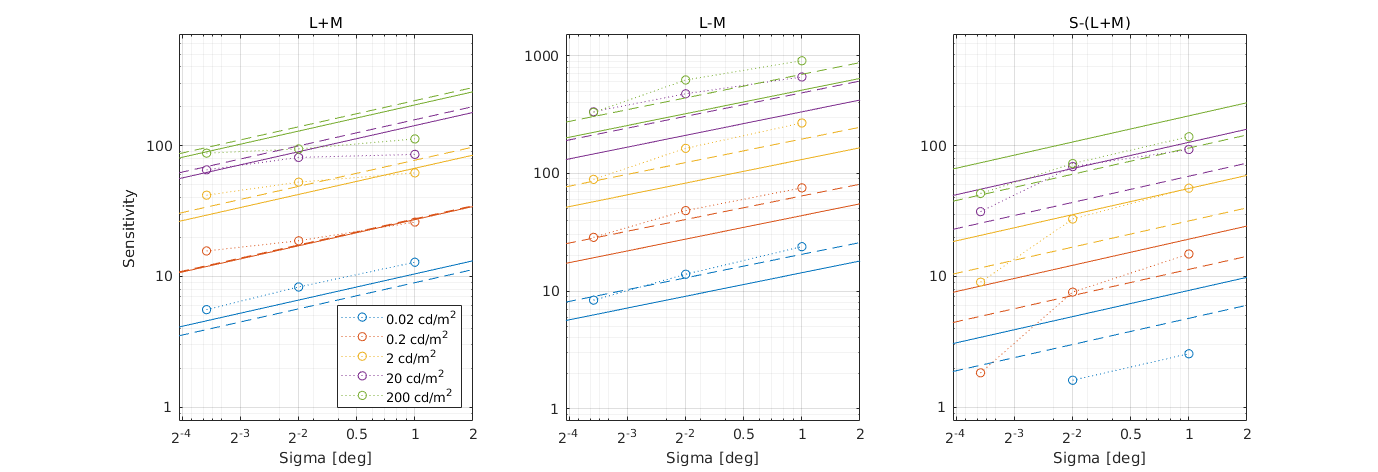 L+M
L-M
S-(L+M)
Sensitivity
100
10
1
1000
100
10
1
100
10
1
0.02 cd/m²
0.2 cd/m²
2 cd/m²
20 cd/m²
200 cd/m²
2⁻⁴ 2⁻³ 2⁻² 0.5 1 2
2⁻⁴ 2⁻³ 2⁻² 0.5 1 2
2⁻⁴ 2⁻³ 2⁻² 0.5 1 2
Sigma [deg]
Sigma [deg]
Sigma [deg]